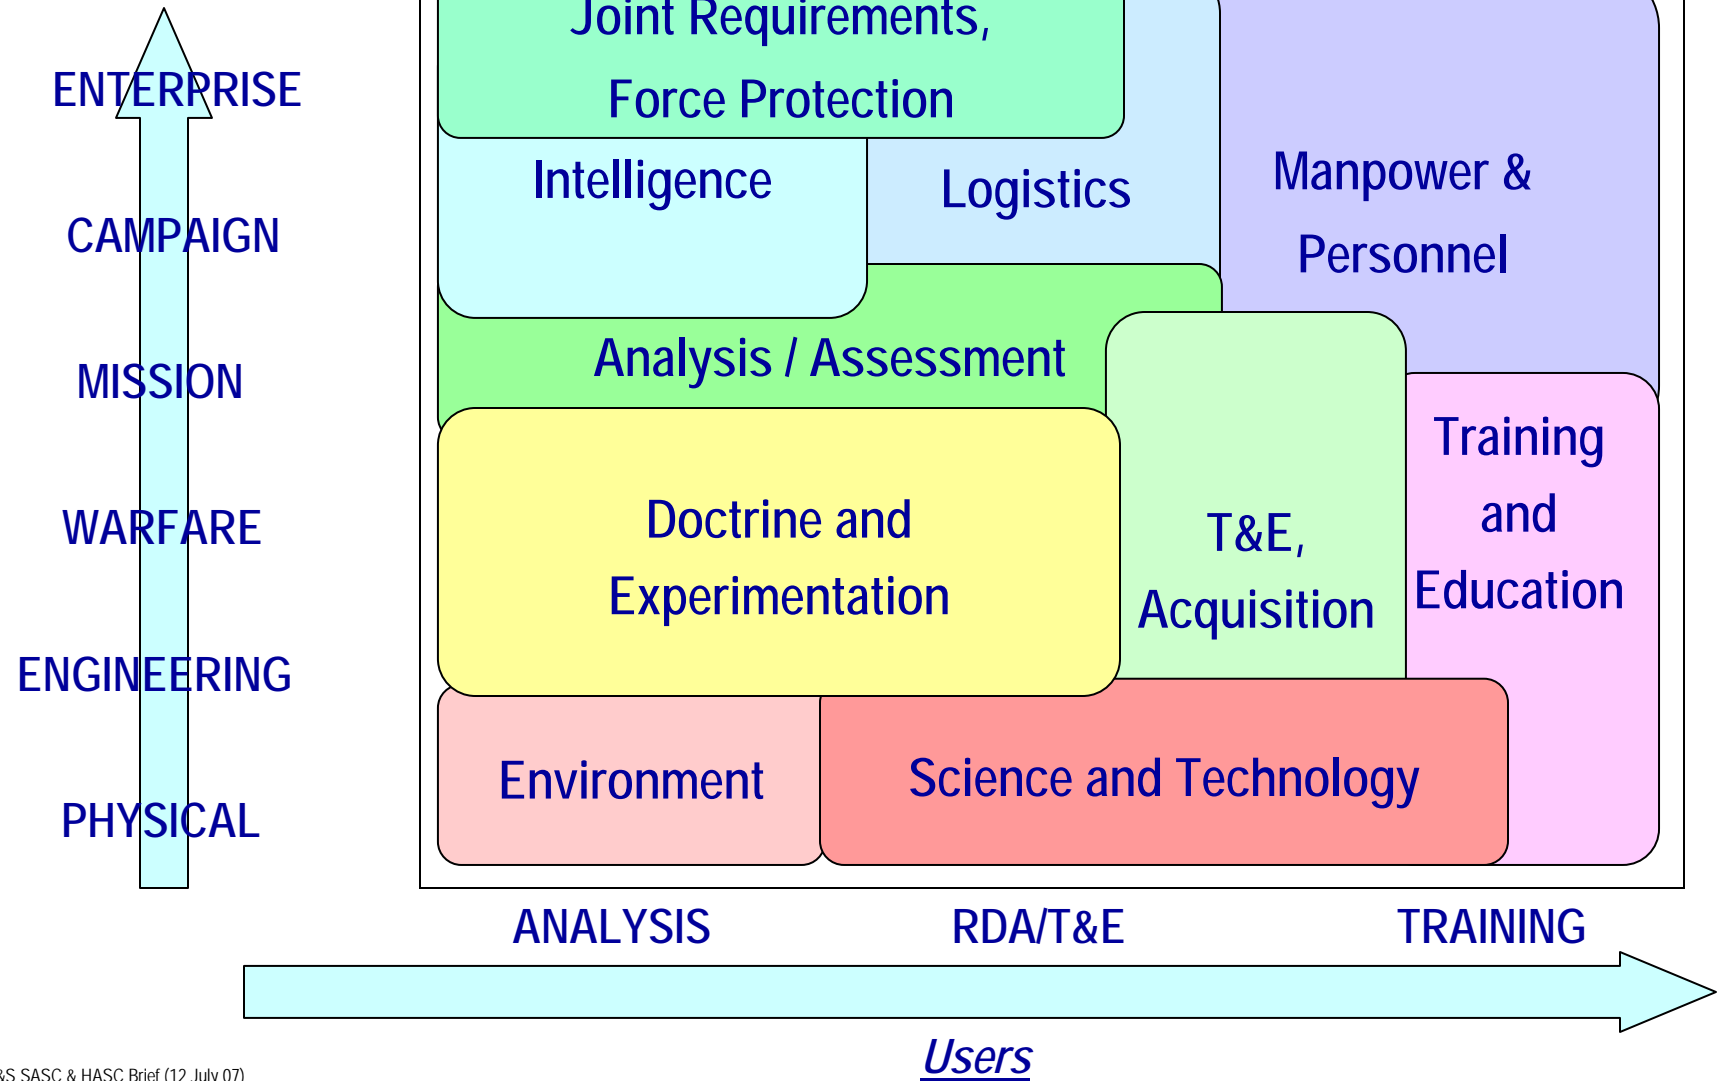 Joint Requirements,
Force Protection
ENTERPRISE
Intelligence
Logistics
Manpower &
Personnel
CAMPAIGN
Analysis / Assessment
MISSION
Training
and
Education
WARFARE
Doctrine and
Experimentation
T&E,
Acquisition
ENGINEERING
Environment
Science and Technology
PHYSICAL
ANALYSIS
RDA/T&E
TRAINING
Users
&S SASC & HASC Brief (12 July 07)